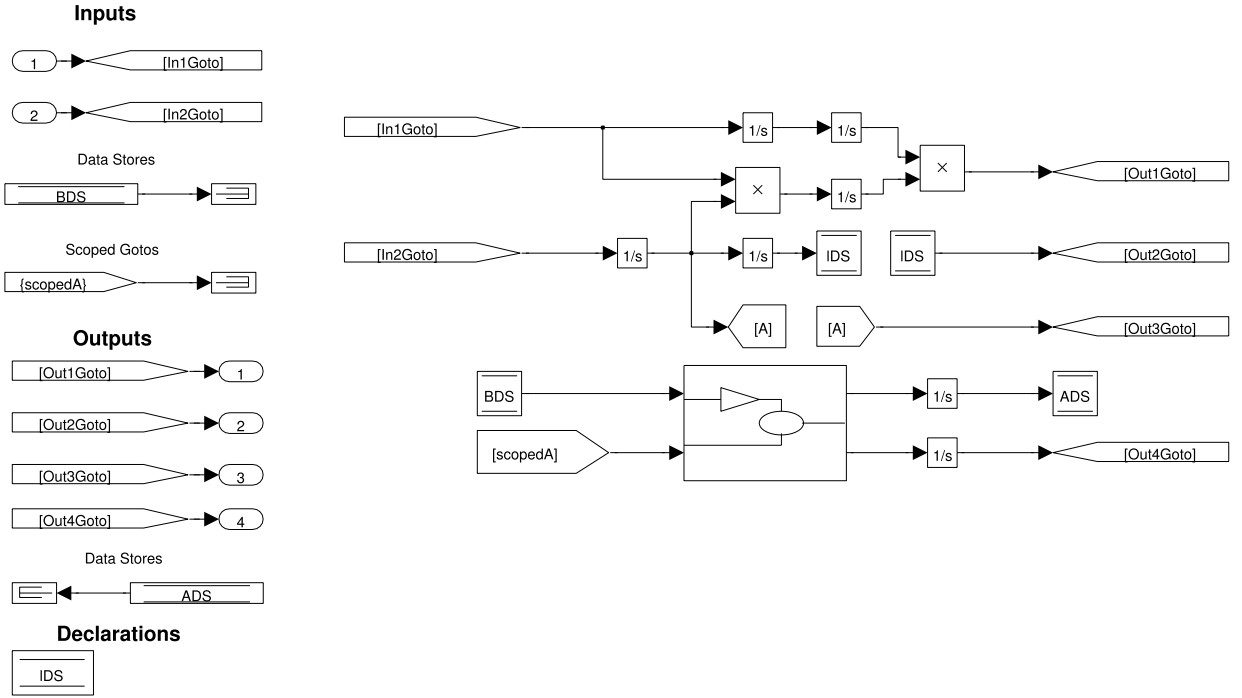 Inputs
1
[In1Goto]
2
[In2Goto]
Data Stores
BDS
Scoped Gotos
{scopedA}
Outputs
[Out1Goto]
1
[Out2Goto]
2
[Out3Goto]
3
[Out4Goto]
4
Data Stores
ADS
Declarations
IDS
[In1Goto]
1/s
1/s
×
[Out1Goto]
×
1/s
[In2Goto]
1/s
1/s
IDS
IDS
[Out2Goto]
[A]
[A]
[Out3Goto]
BDS
1/s
ADS
[scopedA]
1/s
[Out4Goto]